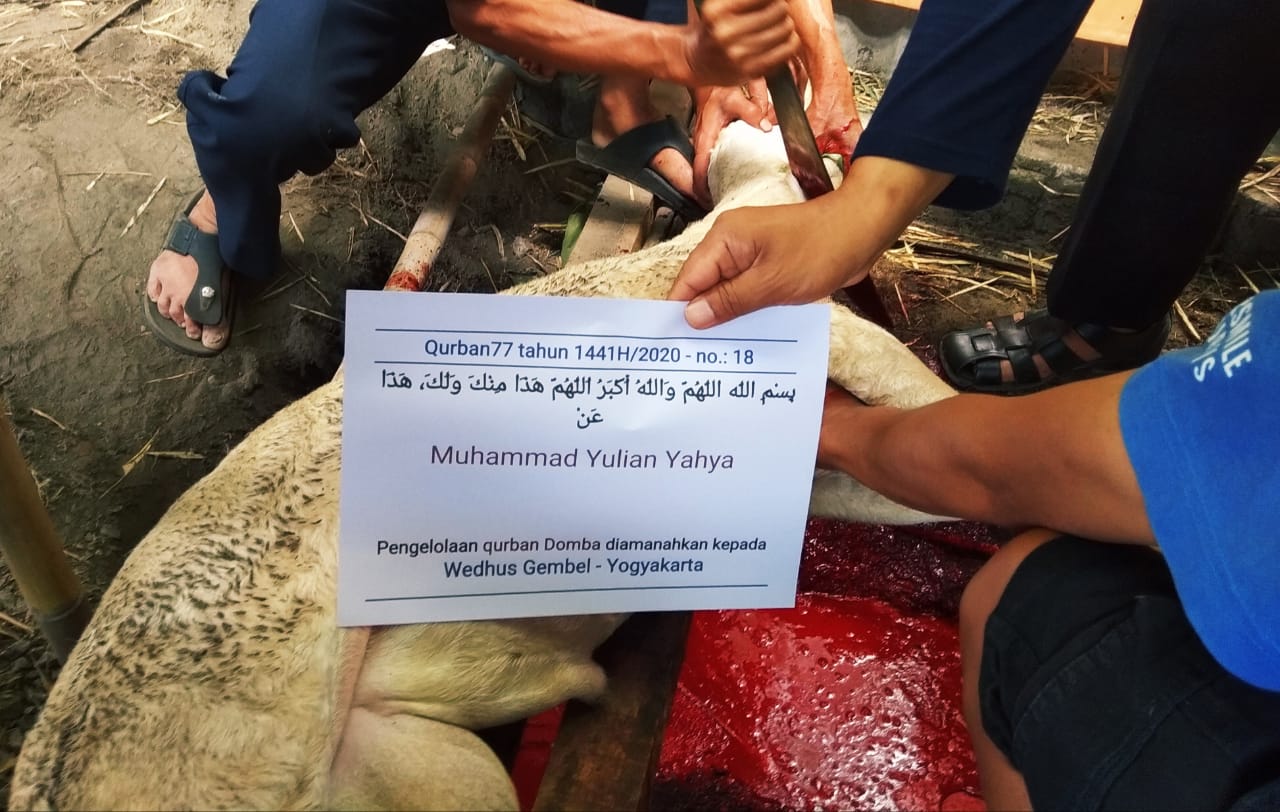 Qurban77 tahun 1441H/2020 - no.: 18
بِسْمِ الله اللّهُمّ وَاللهُ أَكْبَرُ اللّهُمّ هَذَا مِنْكَ وَلَكَ، هَذَا
عَنْ
Muhammad Yulian Yahya
Pengelolaan qurban Domba diamanahkan kepada
Wedhus Gembel - Yogyakarta